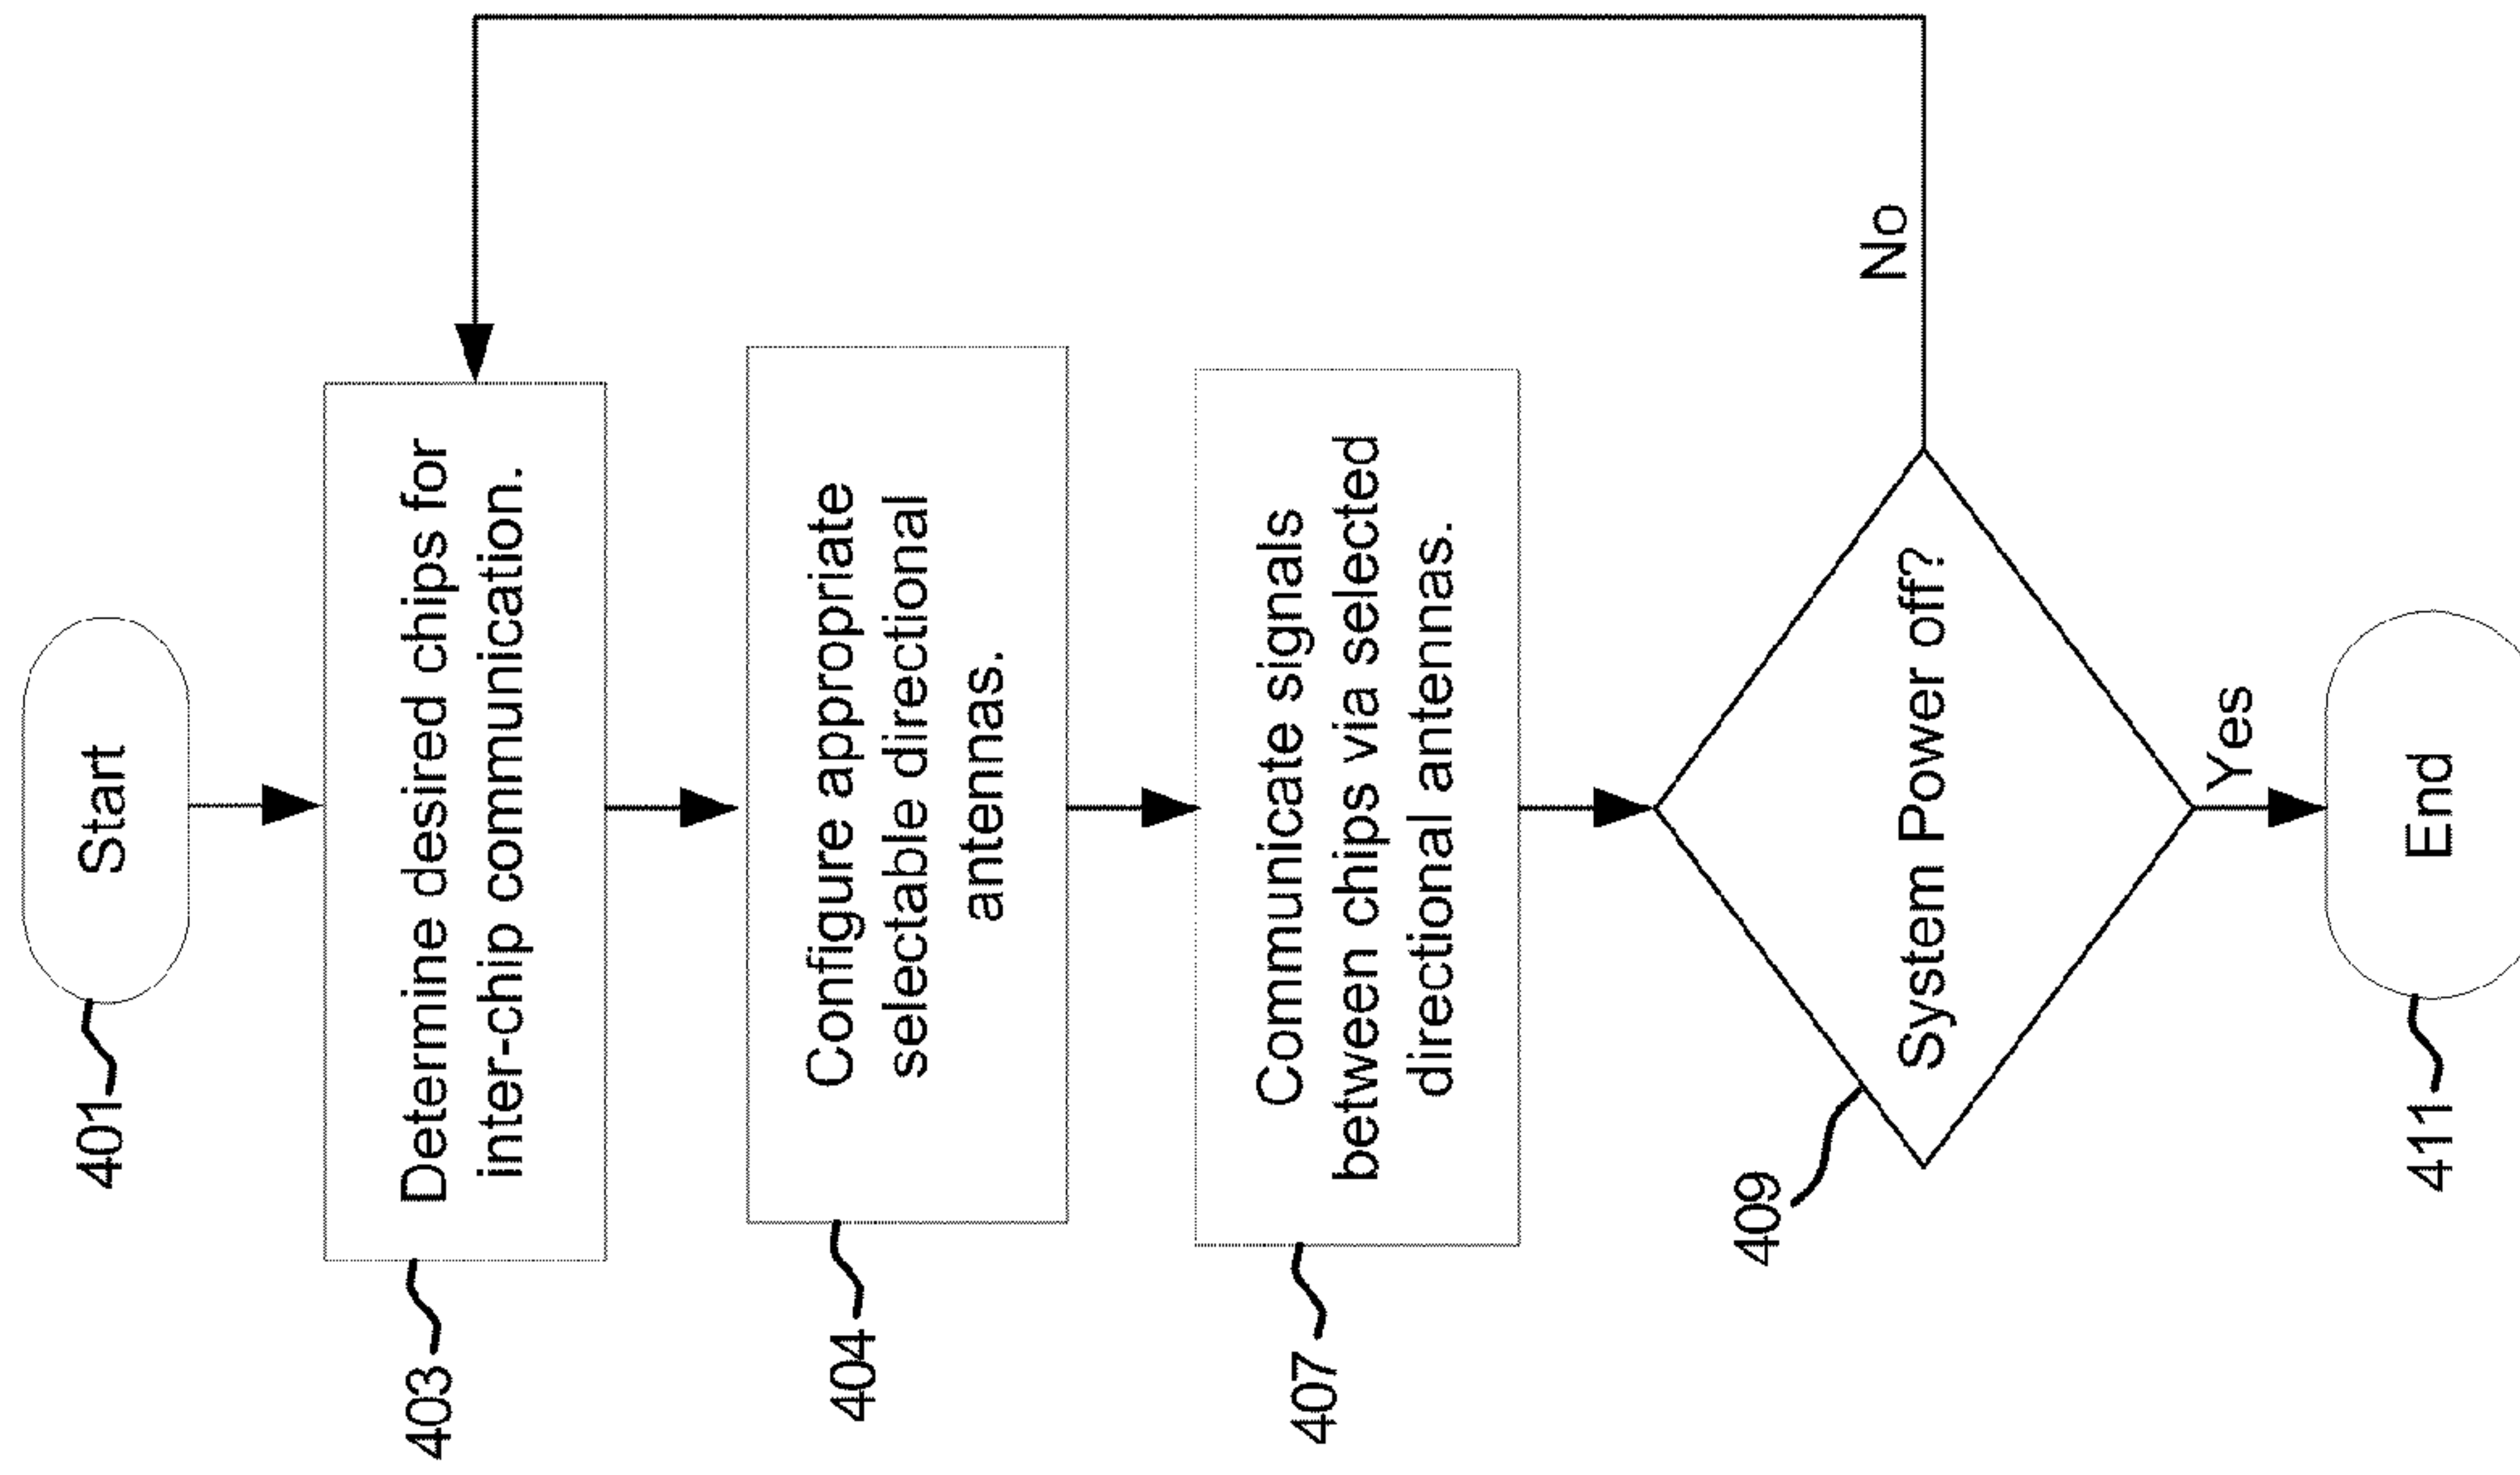 401
Start
403
Determine desired chips for
inter-chip communication.
404
Configure appropriate
selectable directional
antennas.
407
Communicate signals
between chips via selected
directional antennas.
409
System Power off?
No
Yes
411
End